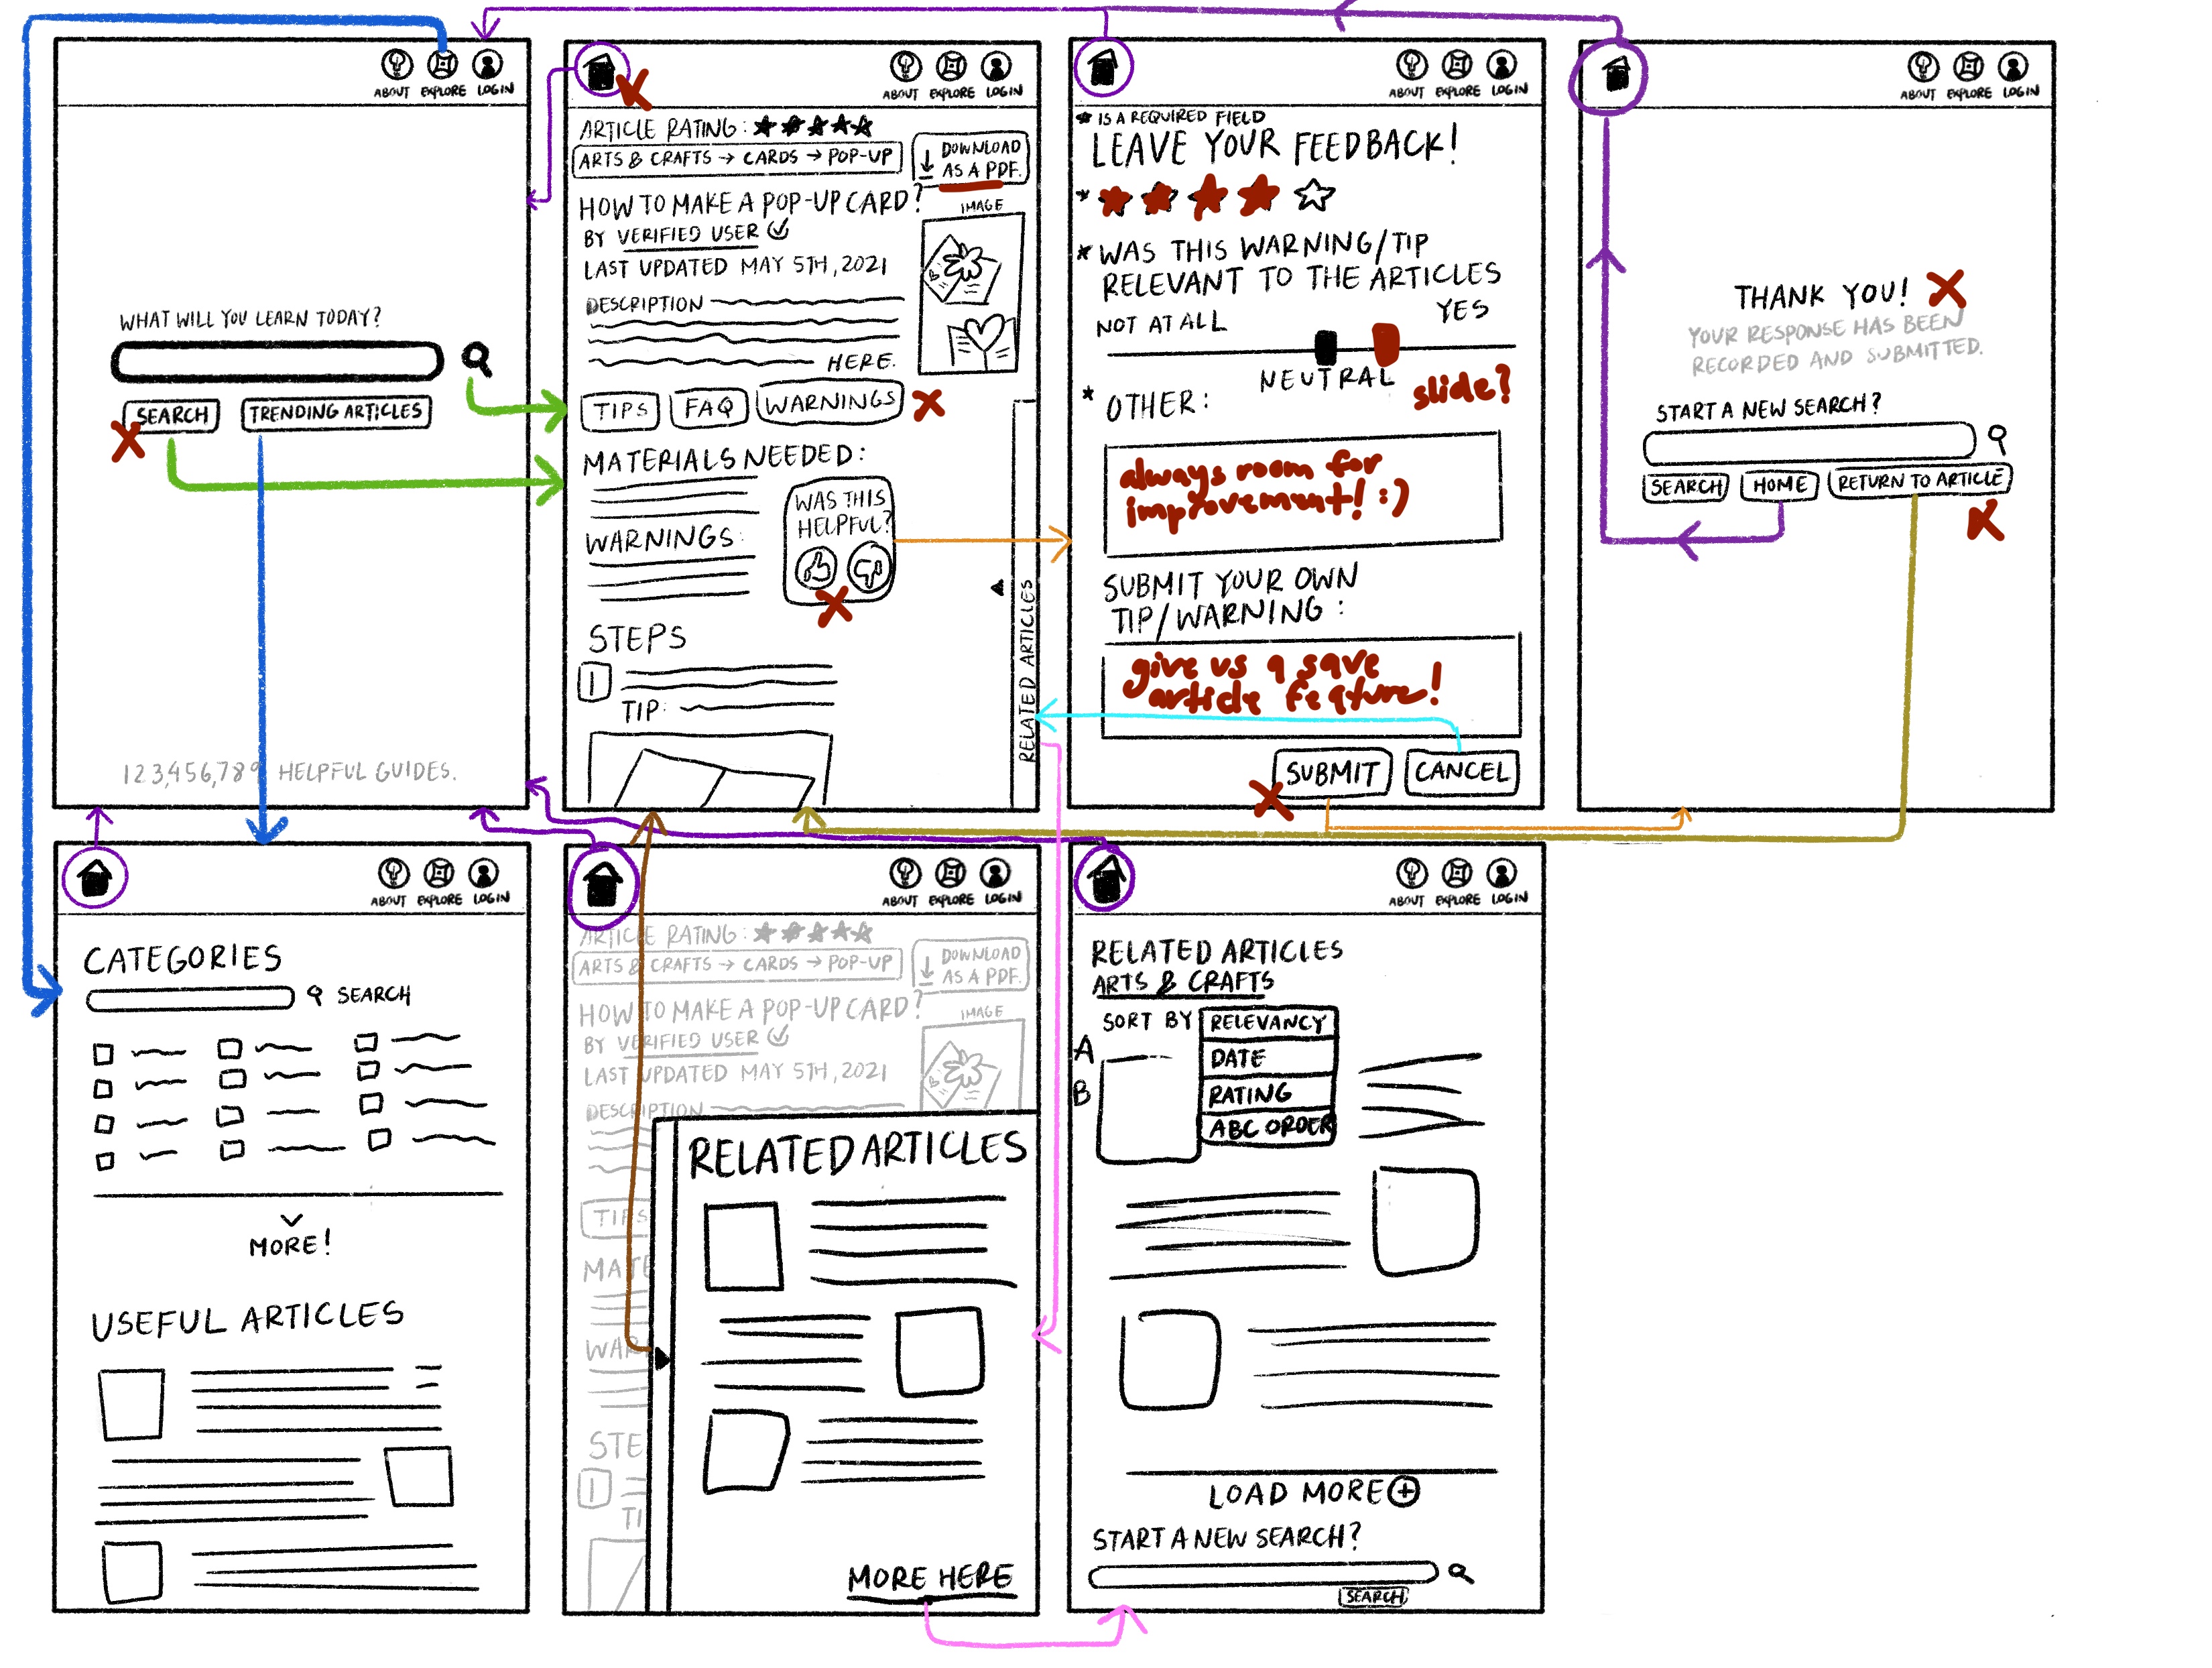 ABOUT EXPLORE LOGIN
WHAT WILL YOU LEARN TODAY?
SEARCH
TRENDING ARTICLES
123,456,789 HELPFUL GUIDES.
ABOUT EXPLORE LOGIN
ARTICLE RATING:
ARTS & CRAFTS → CARDS → POP-UP
DOWNLOAD
AS A PDF.
HOW TO MAKE A POP-UP CARD?
BY VERIFIED USER
LAST UPDATED MAY 5TH, 2021
IMAGE
DESCRIPTION
HERE.
TIPS
FAQ
WARNINGS
MATERIALS NEEDED:
WAS THIS
HELPFUL?
WARNINGS:
STEPS
1
TIP:
RELATED ARTICLES
ABOUT EXPLORE LOGIN
* IS A REQUIRED FIELD
LEAVE YOUR FEEDBACK!
*
* WAS THIS WARNING/TIP
RELEVANT TO THE ARTICLES
NOT AT ALL
YES
NEUTRAL
slide?
* OTHER:
always room for
improvement! :)
SUBMIT YOUR OWN
TIP/WARNING:
give us a save
article feature!
SUBMIT
CANCEL
ABOUT EXPLORE LOGIN
THANK YOU!
YOUR RESPONSE HAS BEEN
RECORDED AND SUBMITTED.
START A NEW SEARCH?
SEARCH
HOME
RETURN TO ARTICLE
ABOUT EXPLORE LOGIN
CATEGORIES
SEARCH
MORE!
USEFUL ARTICLES
ABOUT EXPLORE LOGIN
ARTICLE RATING:
ARTS & CRAFTS → CARDS → POP-UP
DOWNLOAD
AS A PDF.
HOW TO MAKE A POP-UP CARD?
BY VERIFIED USER
LAST UPDATED MAY 5TH, 2021
IMAGE
DESCRIPTION
TIPS
MATE
WAR
STE
1
TI
RELATED ARTICLES
MORE HERE
ABOUT EXPLORE LOGIN
RELATED ARTICLES
ARTS & CRAFTS
SORT BY
RELEVANCY
DATE
RATING
ABC ORDER
A
B
LOAD MORE
START A NEW SEARCH?
SEARCH